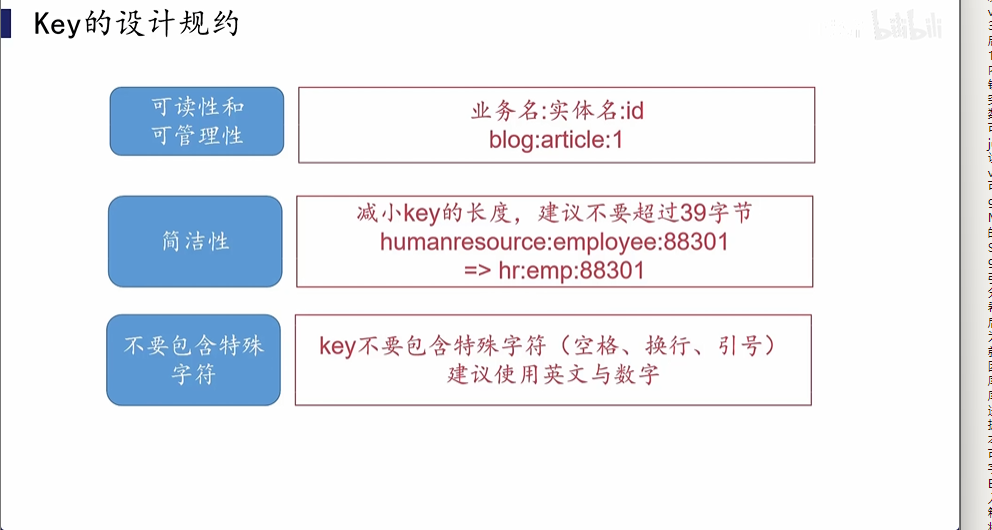 Key的设计规约
bilibili
可读性和
可管理性
业务名:实体名:id
blog:article:1
简洁性
减小key的长度，建议不要超过39字节
humanresource:employee:88301
=> hr:emp:88301
不要包含特殊
字符
key不要包含特殊字符（空格、换行、引号）
建议使用英文与数字